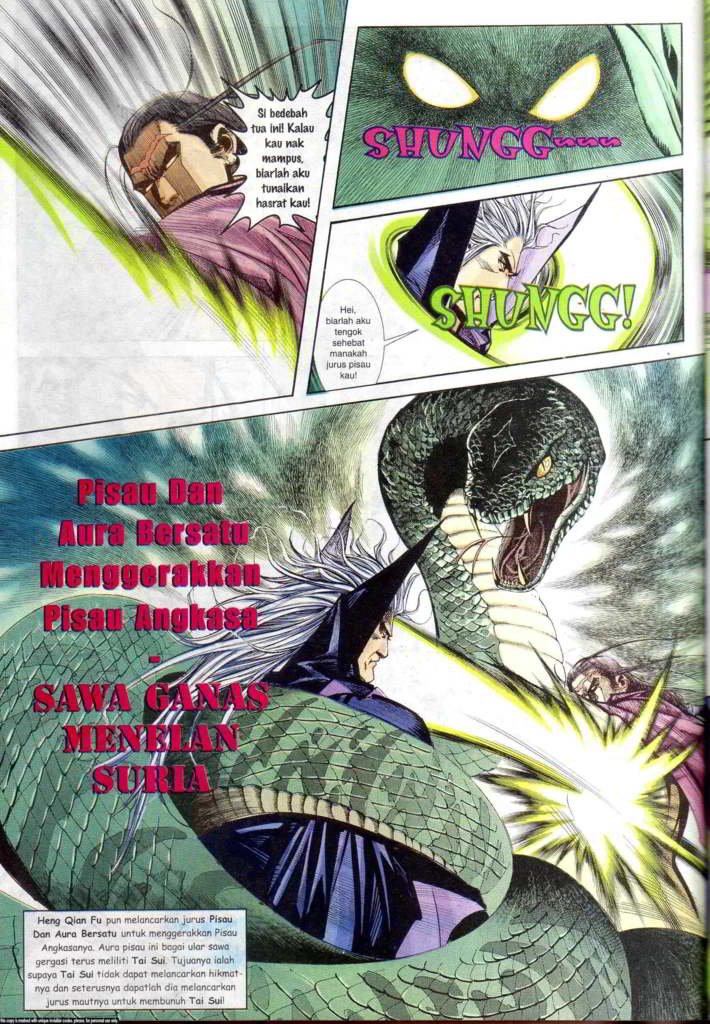 Si bedebah
tua ini! Kalau
kau nak
mampus,
biarlah aku
tunaikan
hasrat kau!
SHUNGG~~~
Hei,
biarlah aku
tengok
sehebat
manakah
jurus pisau
kau!
SHUNGG!
Pisau Dan
Aura Bersatu
Menggerakkan
Pisau Angkasa
-
SAWA GANAS
MENELAN
SURIA
Heng Qian Fu pun melancarkan jurus Pisau
Dan Aura Bersatu untuk menggerakkan Pisau
Angkasanya. Aura pisau ini bagai ular sawa
gergasi terus meliliti Tai Sui. Tujuanya ialah
supaya Tai Sui tidak dapat melancarkan hikmat-
nya dan seterusnya dapatlah dia melancarkan
jurus mautnya untuk membunuh Tai Sui!